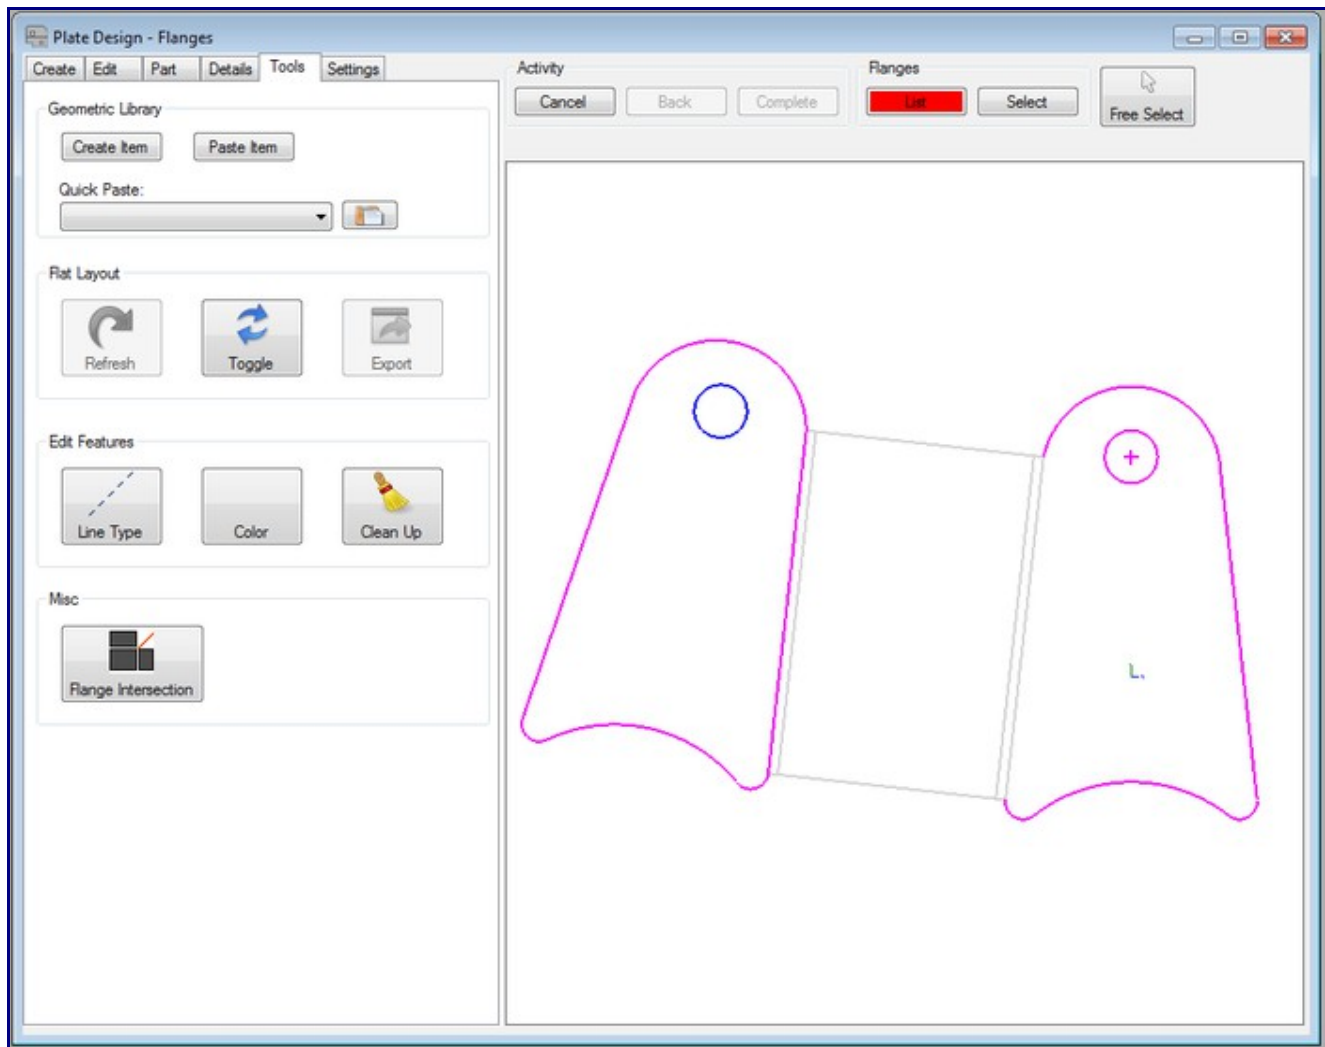 Plate Design - Flanges
Create Edit Part Details Tools Settings
Geometric Library
Create Item Paste Item
Quick Paste:
Flat Layout
Refresh Toggle Export
Edit Features
Line Type Color Clean Up
Misc
Flange Intersection
Activity
Cancel Back Complete
Flanges
List Select
Free Select